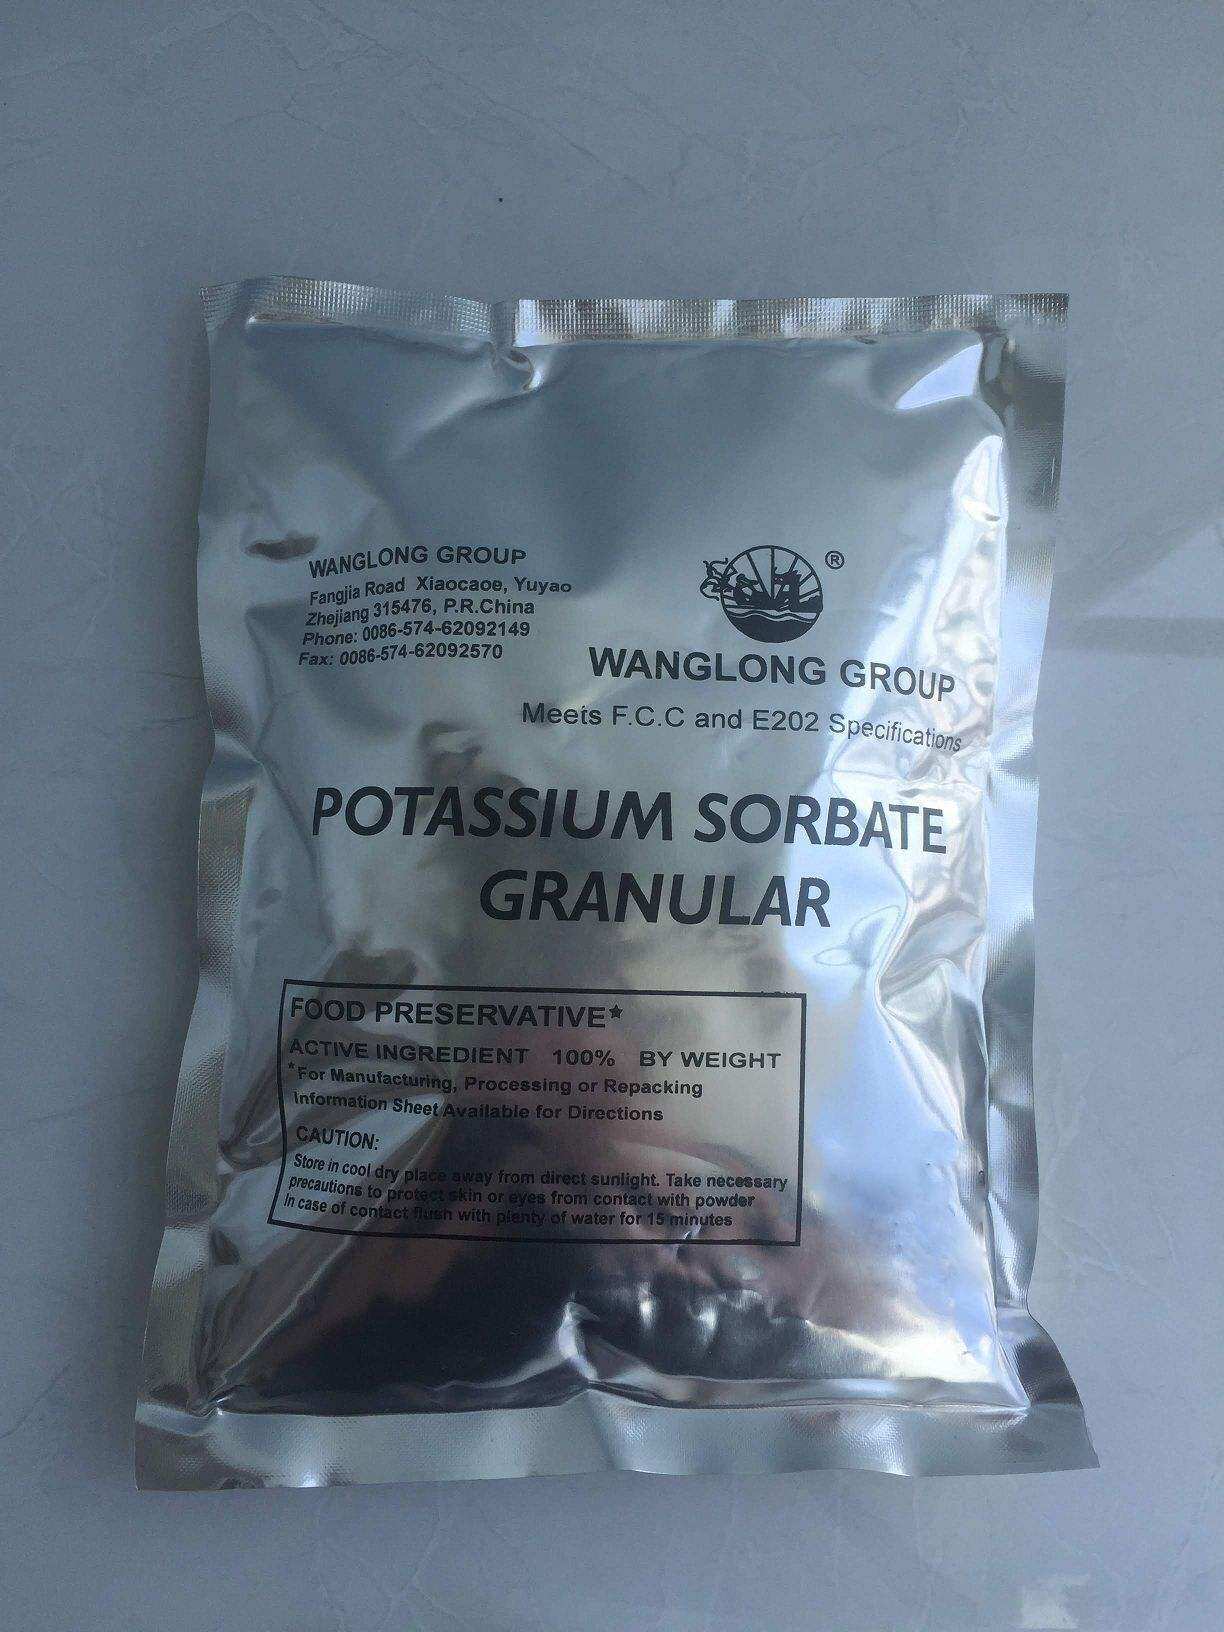 WANGLONG GROUP
Fangjia Road Xiaocaoe, Yuyao
Zhejiang 315476, P.R.China
Phone: 0086-574-62092149
Fax: 0086-574-62092570
®
WANGLONG GROUP
Meets F.C.C and E202 Specifications
POTASSIUM SORBATE
GRANULAR
FOOD PRESERVATIVE*
ACTIVE INGREDIENT 100% BY WEIGHT
*For Manufacturing, Processing or Repacking
Information Sheet Available for Directions
CAUTION:
Store in cool dry place away from direct sunlight. Take necessary
precautions to protect skin or eyes from contact with powder
In case of contact flush with plenty of water for 15 minutes